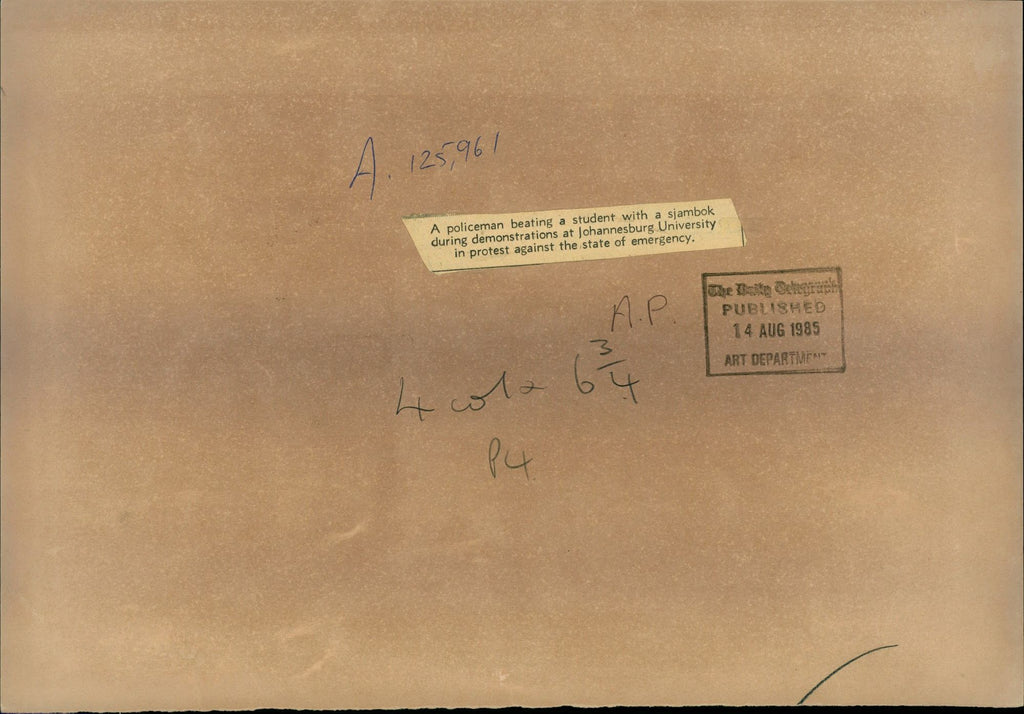 A. 125,961
A policeman beating a student with a sjambok
during demonstrations at Johannesburg University
in protest against the state of emergency.
The Daily Telegraph
PUBLISHED
14 AUG 1985
ART DEPARTMENT
A.P.
4 cols 6 3/4
P4